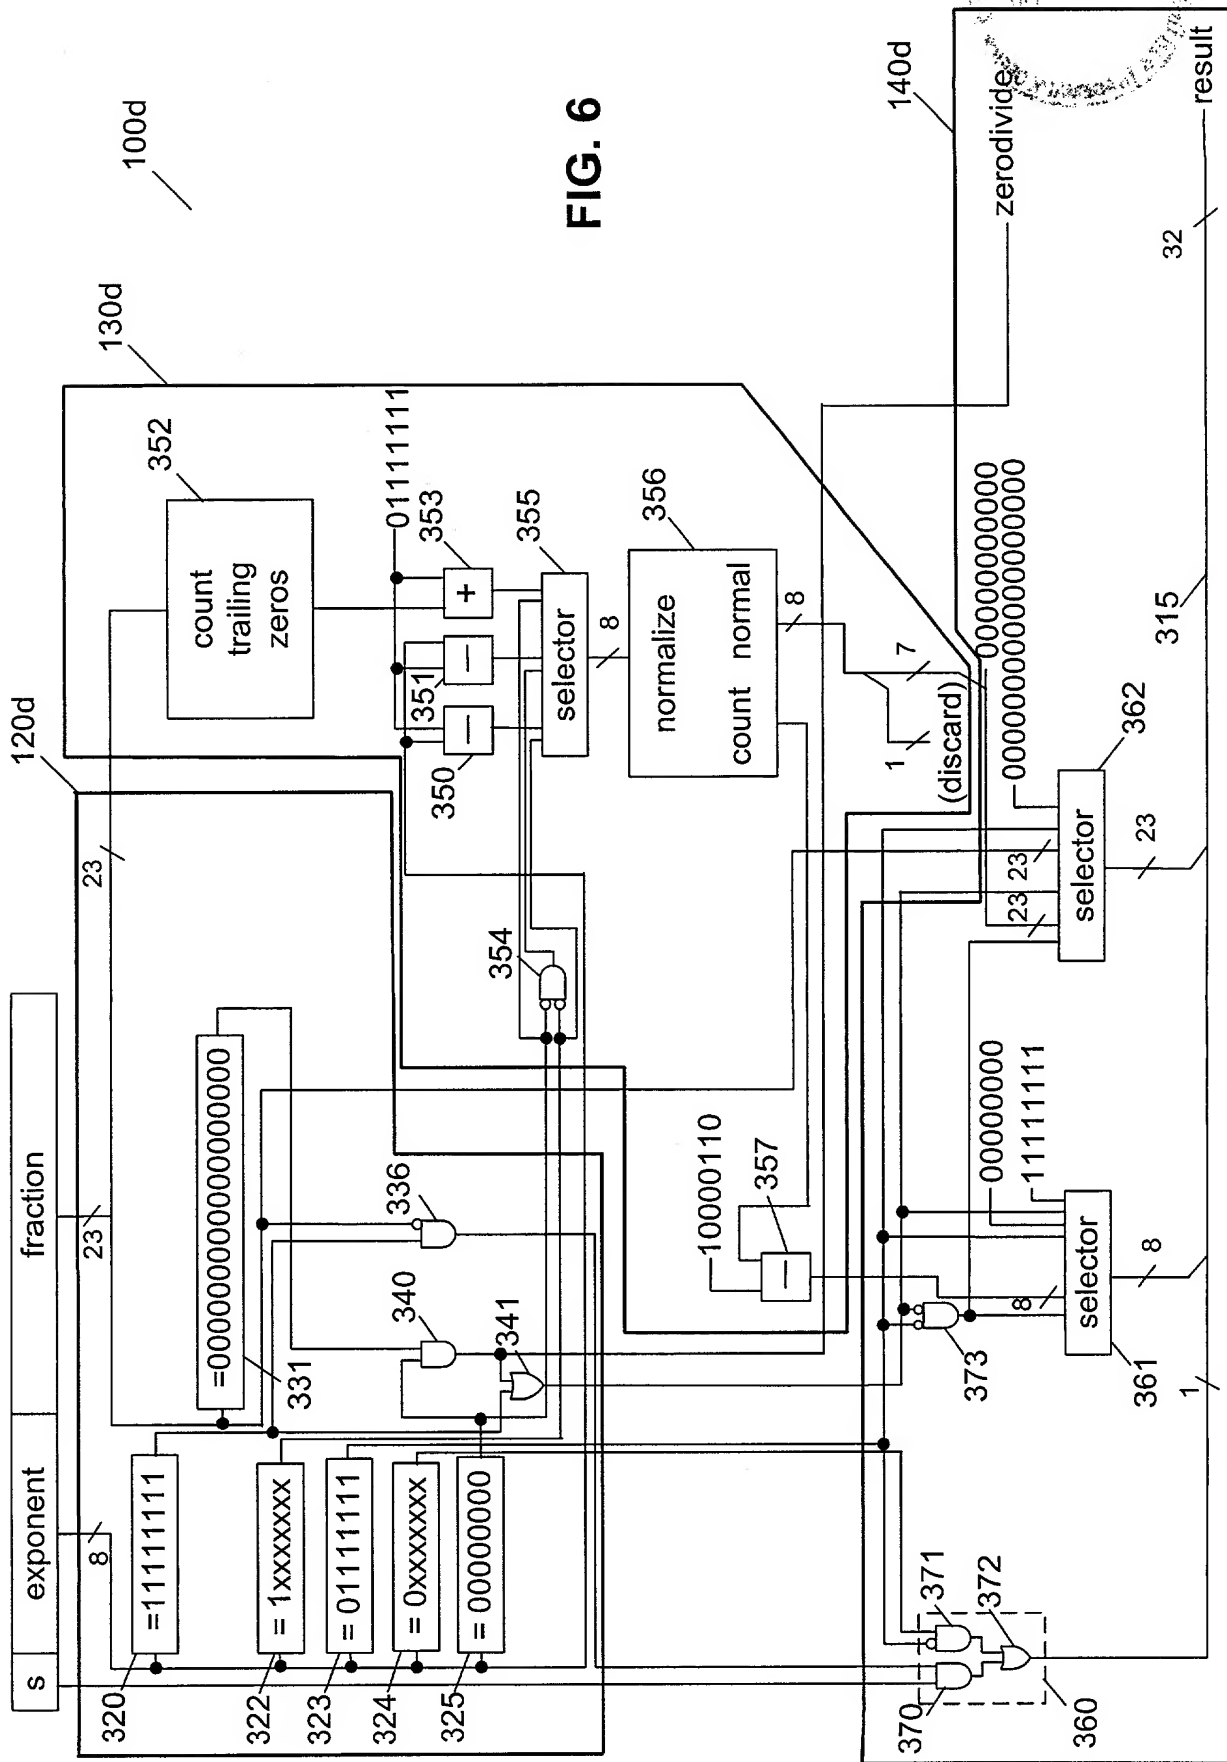 s
exponent
fraction
100d
FIG. 6
120d
130d
140d
8
23
23
320
=11111111
322
= 1xxxxxxx
323
= 01111111
324
= 0xxxxxxx
325
= 00000000
=000000000000000000
331
336
340
341
count
trailing
zeros
352
01111111
350
−
351
−
353
+
354
355
selector
8
normalize
count normal
356
8
7
1
(discard)
10000110
357
−
zerodivide
00000000000
000000000000000000
370
371
372
360
373
8
00000000
11111111
selector
361
8
23
23
selector
362
23
1
315
32
result